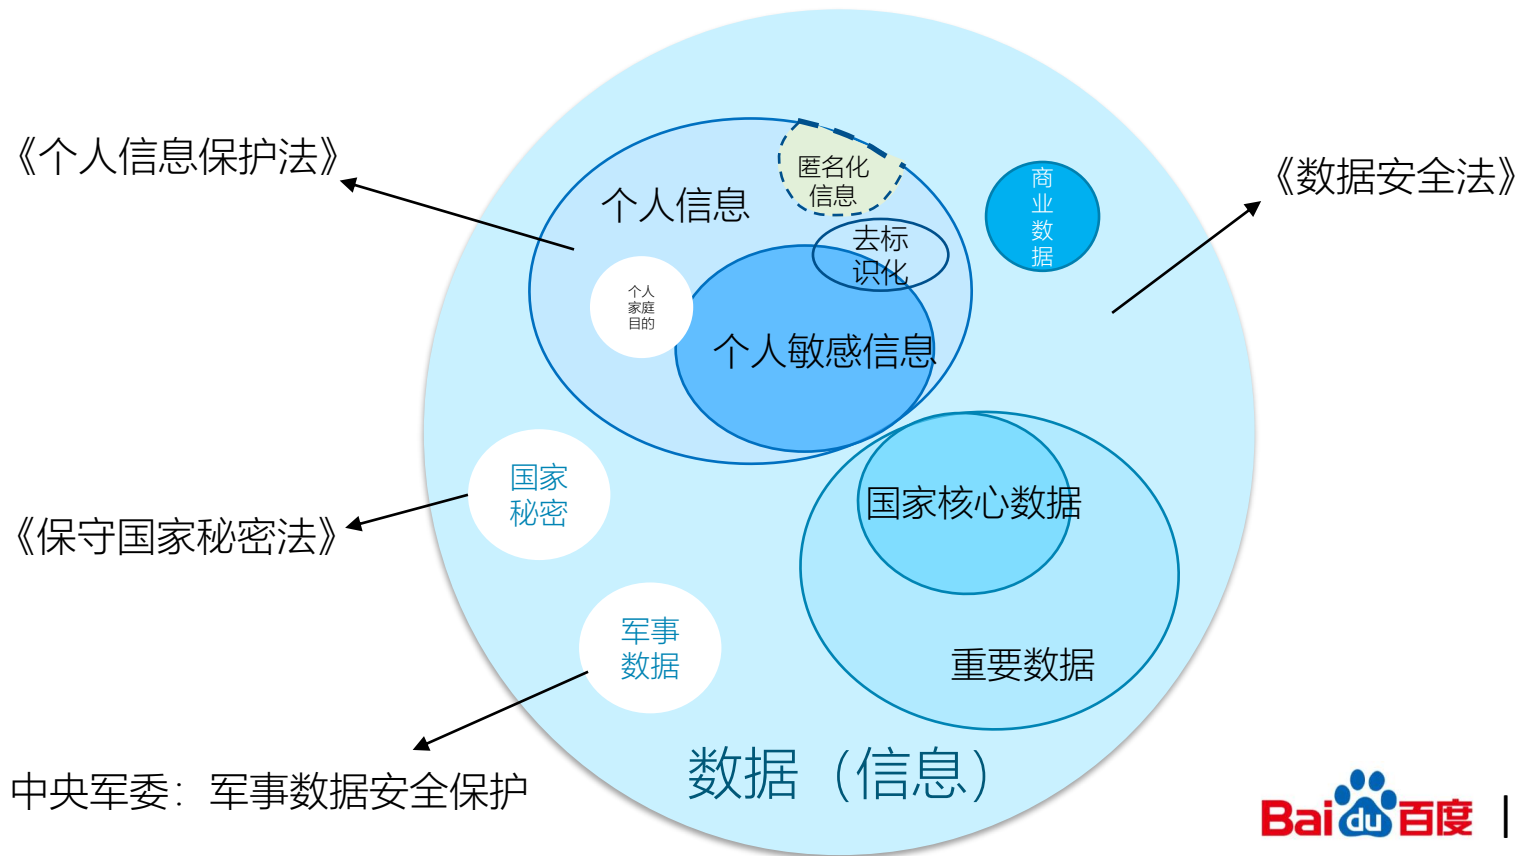 《个人信息保护法》
个人信息
匿名化
信息
去标
识化
个人
家庭
目的
个人敏感信息
商
业
数
据
《数据安全法》
国家
秘密
《保守国家秘密法》
国家核心数据
重要数据
军事
数据
中央军委：军事数据安全保护
数据（信息）
Bai du 百度